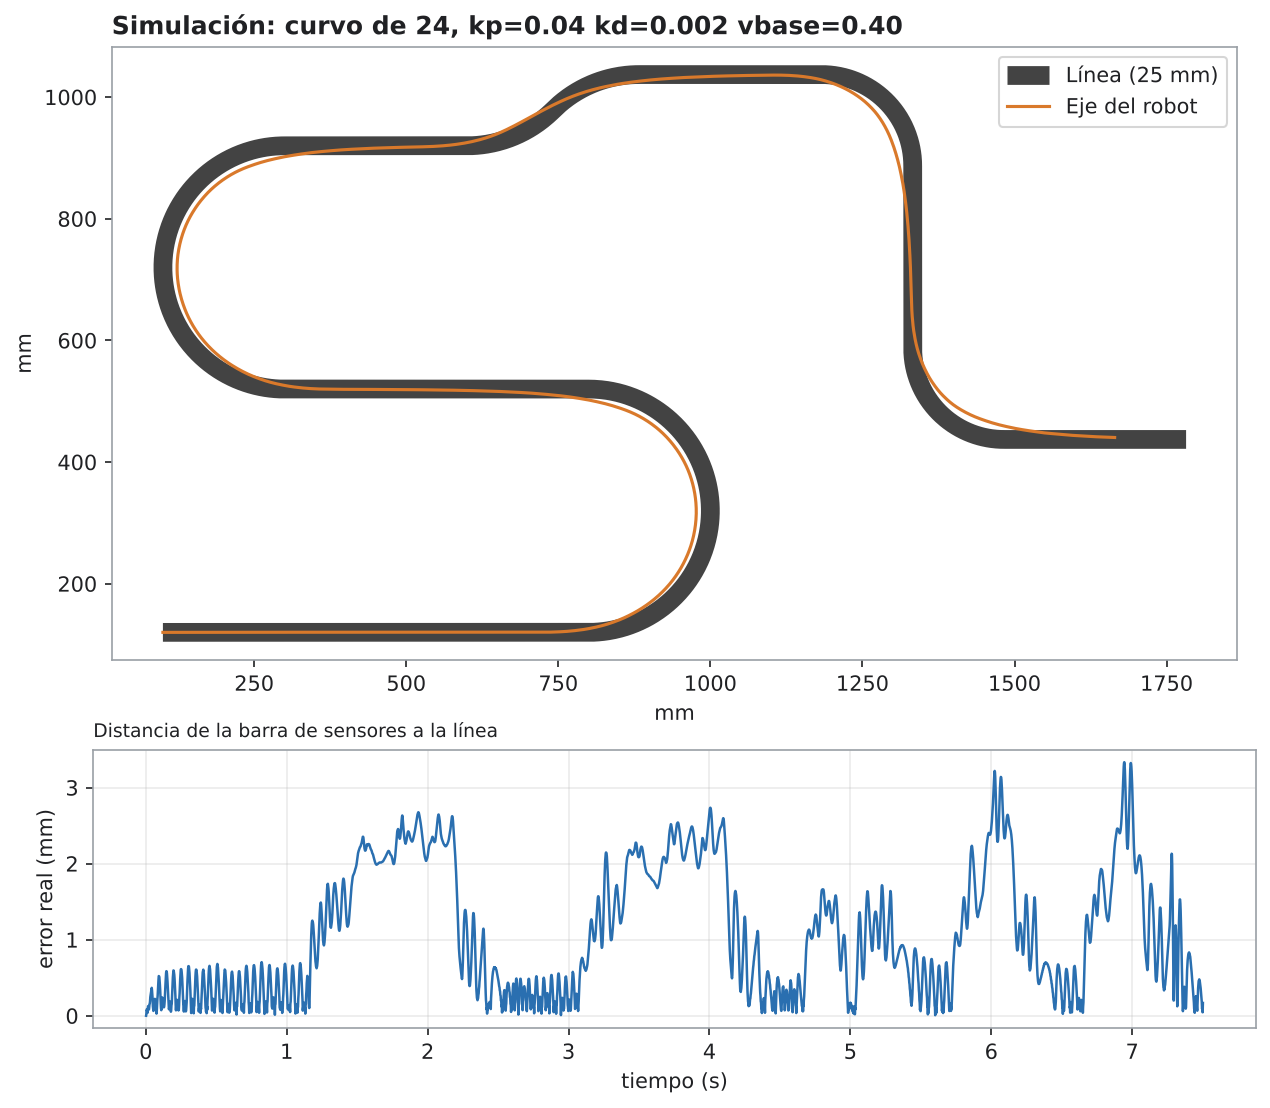 Simulación: curvo de 24, kp=0.04 kd=0.002 vbase=0.40
Línea (25 mm)
Eje del robot
mm
1000
800
600
400
200
250 500 750 1000 1250 1500 1750
mm
Distancia de la barra de sensores a la línea
error real (mm)
3
2
1
0
0 1 2 3 4 5 6 7
tiempo (s)